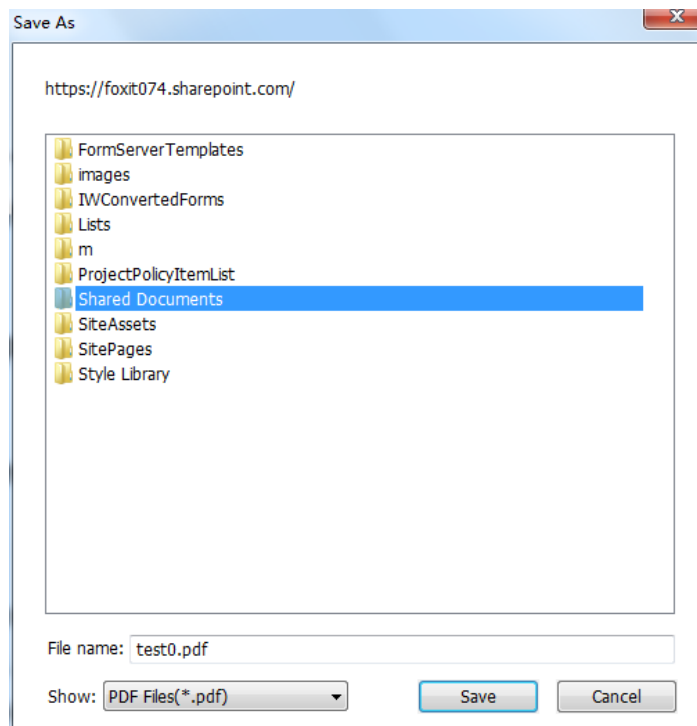 Save As
https://foxit074.sharepoint.com/
FormServerTemplates
images
IWConvertedForms
Lists
m
ProjectPolicyItemList
Shared Documents
SiteAssets
SitePages
Style Library
File name: test0.pdf
Show: PDF Files(*.pdf) Save Cancel